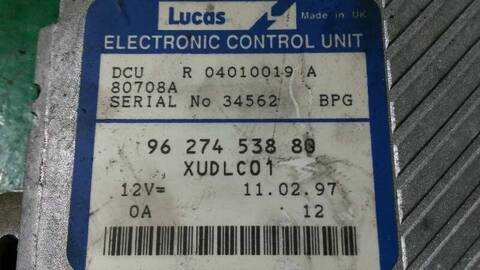 Lucas Made in UK
ELECTRONIC CONTROL UNIT
DCU R 04010019 A
80708A
SERIAL No 34562 BPG
96 274 538 80
XUDLC01
12V= 11.02.97
0A 12